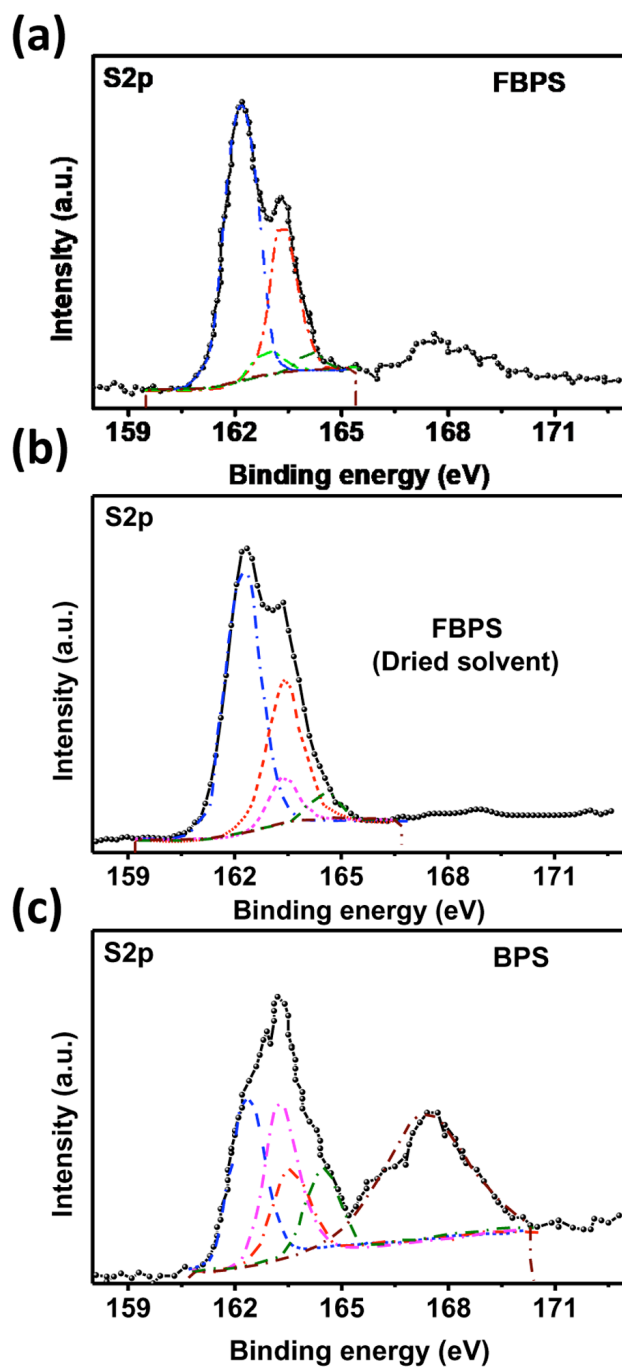 (a)
S2p FBPS
Intensity (a.u.)
159 162 165 168 171
Binding energy (eV)
(b)
S2p
FBPS
(Dried solvent)
Intensity (a.u.)
159 162 165 168 171
Binding energy (eV)
(c)
S2p BPS
Intensity (a.u.)
159 162 165 168 171
Binding energy (eV)